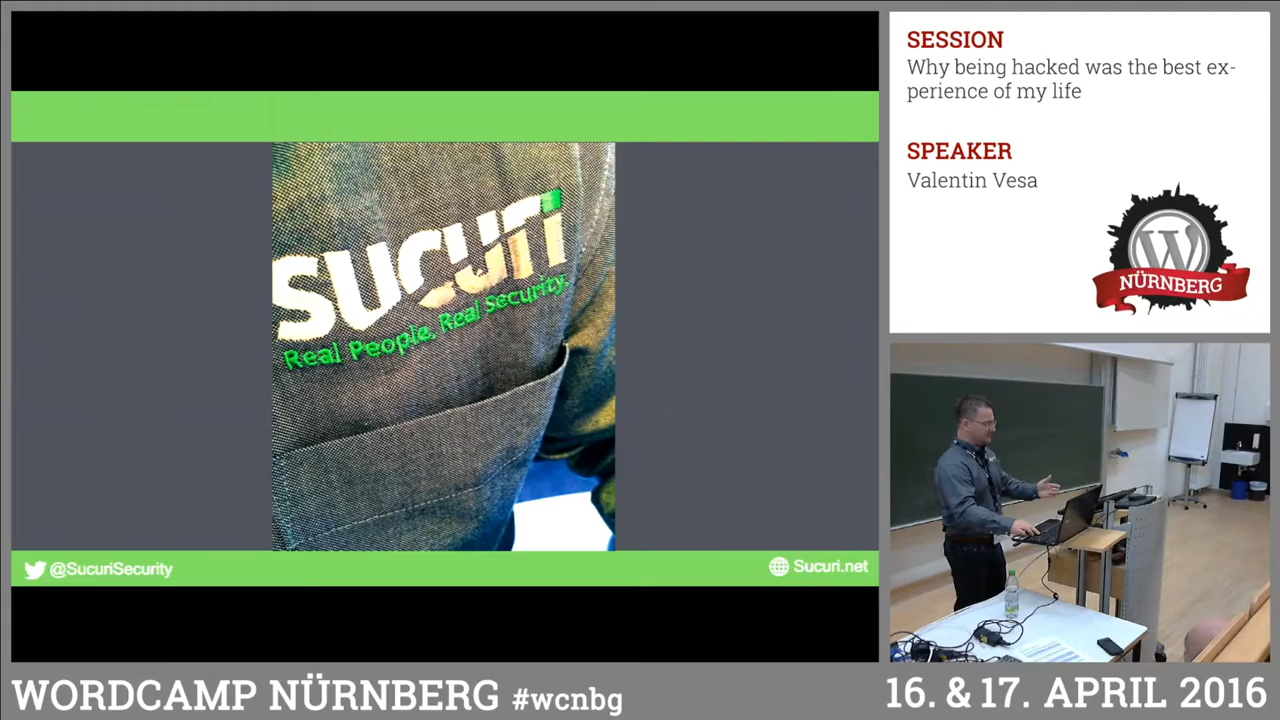 sucuri
Real People. Real Security.
@SucuriSecurity
Sucuri.net
SESSION
Why being hacked was the best ex-
perience of my life
SPEAKER
Valentin Vesa
W
NÜRNBERG
WORDCAMP NÜRNBERG #wcnbg
16. & 17. APRIL 2016